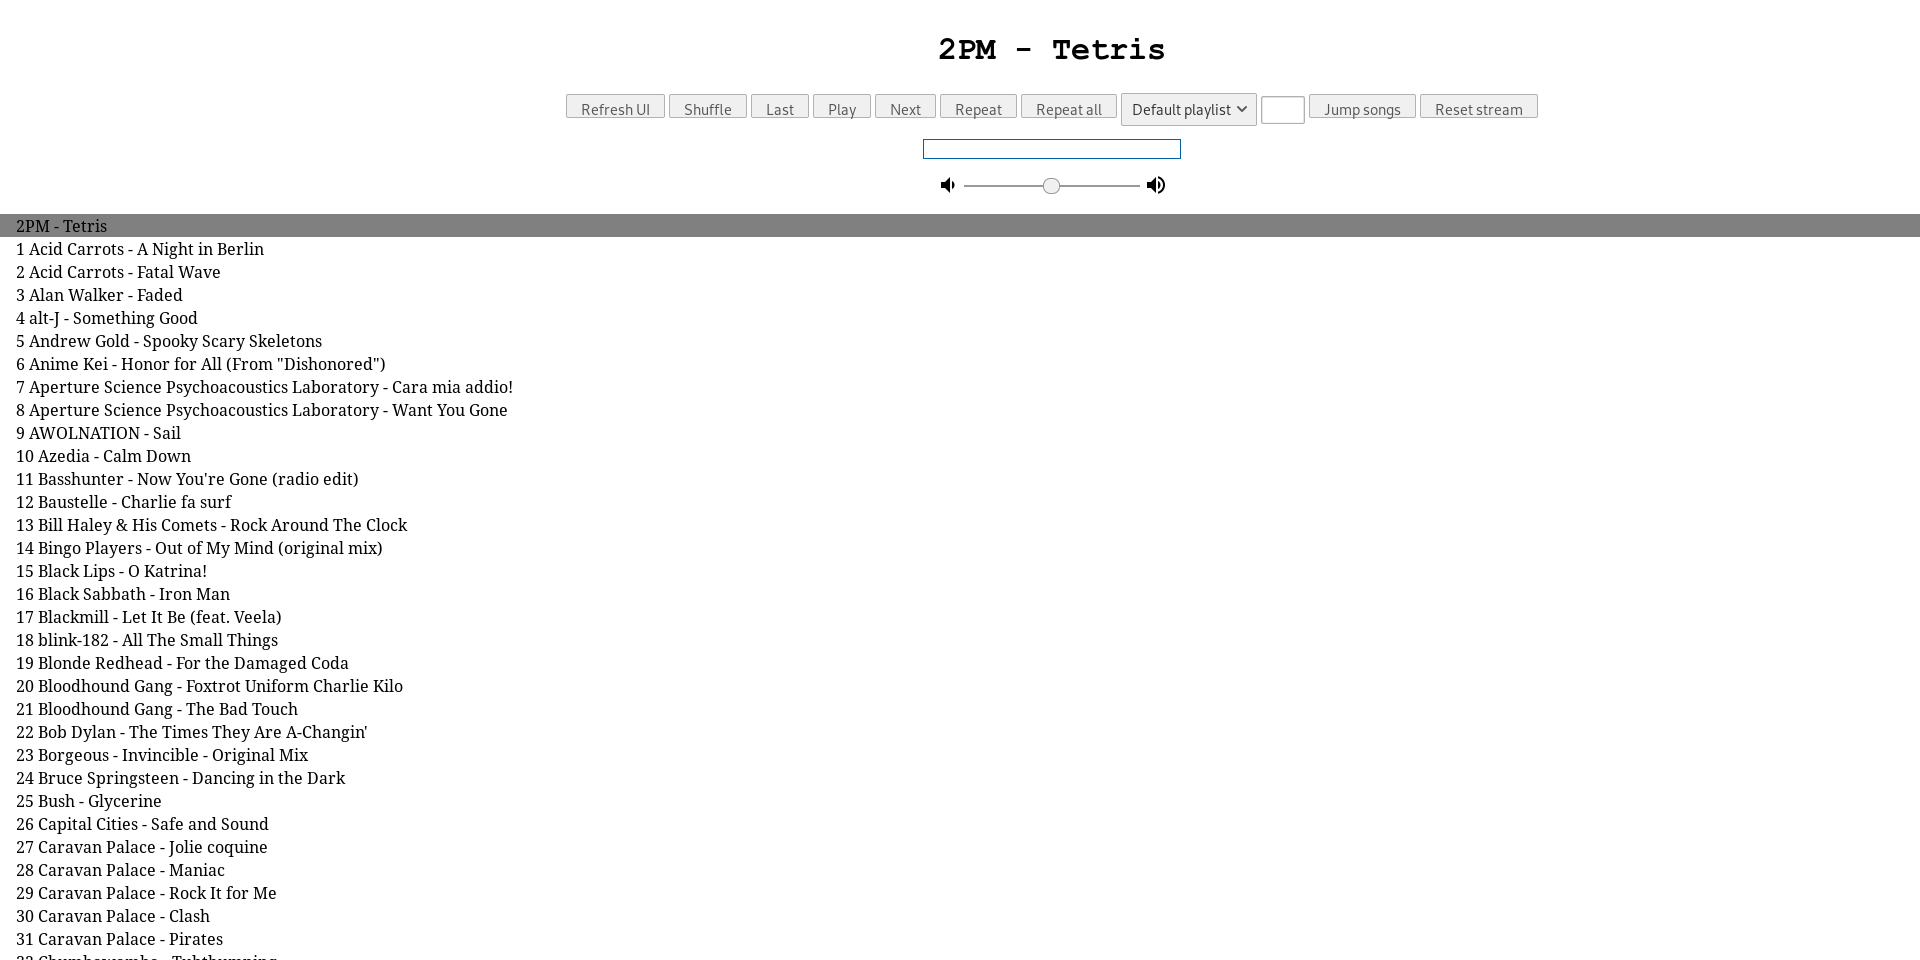 2PM - Tetris
Refresh UI Shuffle Last Play Next Repeat Repeat all Default playlist Jump songs Reset stream
2PM - Tetris
1 Acid Carrots - A Night in Berlin
2 Acid Carrots - Fatal Wave
3 Alan Walker - Faded
4 alt-J - Something Good
5 Andrew Gold - Spooky Scary Skeletons
6 Anime Kei - Honor for All (From "Dishonored")
7 Aperture Science Psychoacoustics Laboratory - Cara mia addio!
8 Aperture Science Psychoacoustics Laboratory - Want You Gone
9 AWOLNATION - Sail
10 Azedia - Calm Down
11 Basshunter - Now You're Gone (radio edit)
12 Baustelle - Charlie fa surf
13 Bill Haley & His Comets - Rock Around The Clock
14 Bingo Players - Out of My Mind (original mix)
15 Black Lips - O Katrina!
16 Black Sabbath - Iron Man
17 Blackmill - Let It Be (feat. Veela)
18 blink-182 - All The Small Things
19 Blonde Redhead - For the Damaged Coda
20 Bloodhound Gang - Foxtrot Uniform Charlie Kilo
21 Bloodhound Gang - The Bad Touch
22 Bob Dylan - The Times They Are A-Changin'
23 Borgeous - Invincible - Original Mix
24 Bruce Springsteen - Dancing in the Dark
25 Bush - Glycerine
26 Capital Cities - Safe and Sound
27 Caravan Palace - Jolie coquine
28 Caravan Palace - Maniac
29 Caravan Palace - Rock It for Me
30 Caravan Palace - Clash
31 Caravan Palace - Pirates